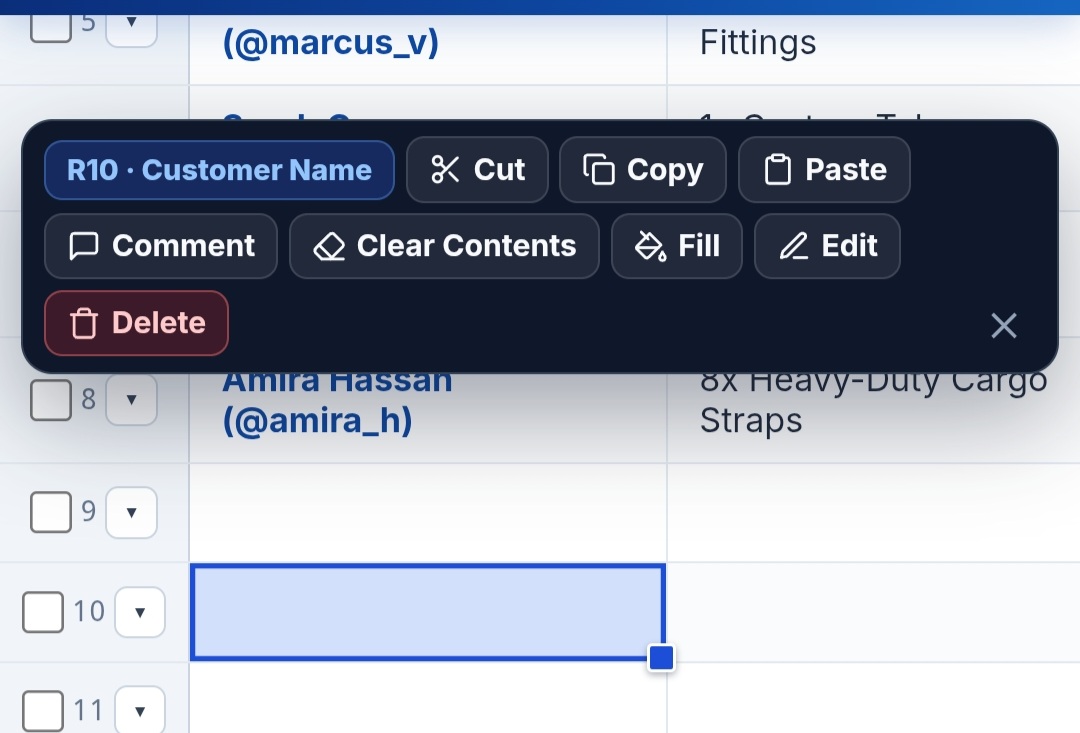 5 ▼
(@marcus_v)
Fittings
R10 · Customer Name
Cut
Copy
Paste
Comment
Clear Contents
Fill
Edit
Delete
8 ▼
Amira Hassan
(@amira_h)
8x Heavy-Duty Cargo
Straps
9 ▼
10 ▼
11 ▼